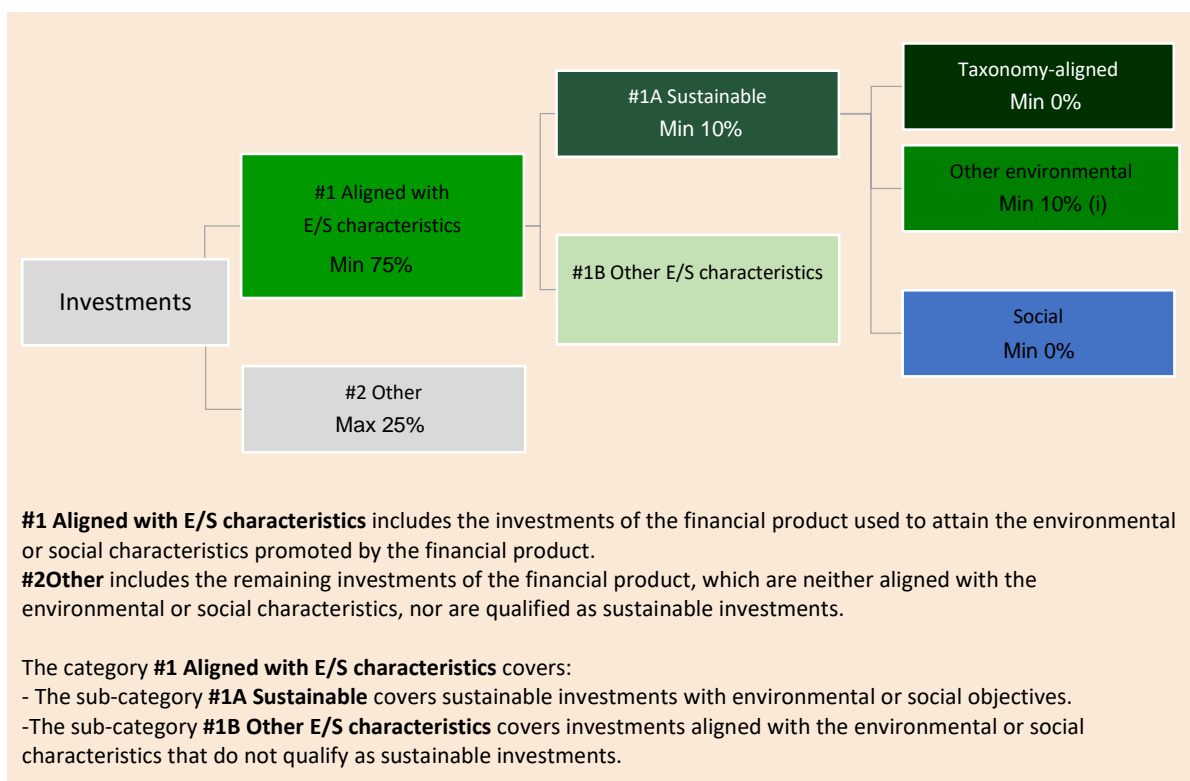 Investments
#1 Aligned with
E/S characteristics
Min 75%
#2 Other
Max 25%
#1A Sustainable
Min 10%
#1B Other E/S characteristics
Taxonomy-aligned
Min 0%
Other environmental
Min 10% (i)
Social
Min 0%
#1 Aligned with E/S characteristics includes the investments of the financial product used to attain the environmental
or social characteristics promoted by the financial product.
#2Other includes the remaining investments of the financial product, which are neither aligned with the
environmental or social characteristics, nor are qualified as sustainable investments.
The category #1 Aligned with E/S characteristics covers:
- The sub-category #1A Sustainable covers sustainable investments with environmental or social objectives.
-The sub-category #1B Other E/S characteristics covers investments aligned with the environmental or social
characteristics that do not qualify as sustainable investments.